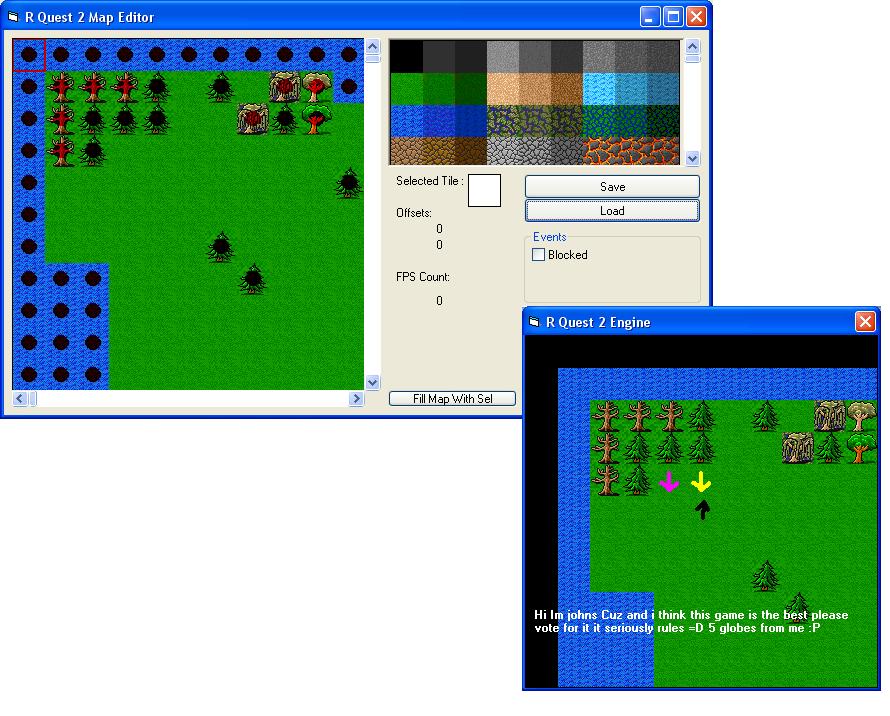 R Quest 2 Map Editor
Selected Tile :
Offsets:
0
0
FPS Count:
0
Save
Load
Events
Blocked
Fill Map With Sel
R Quest 2 Engine
Hi Im johns Cuz and i think this game is the best please
vote for it it seriously rules =D 5 globes from me :P